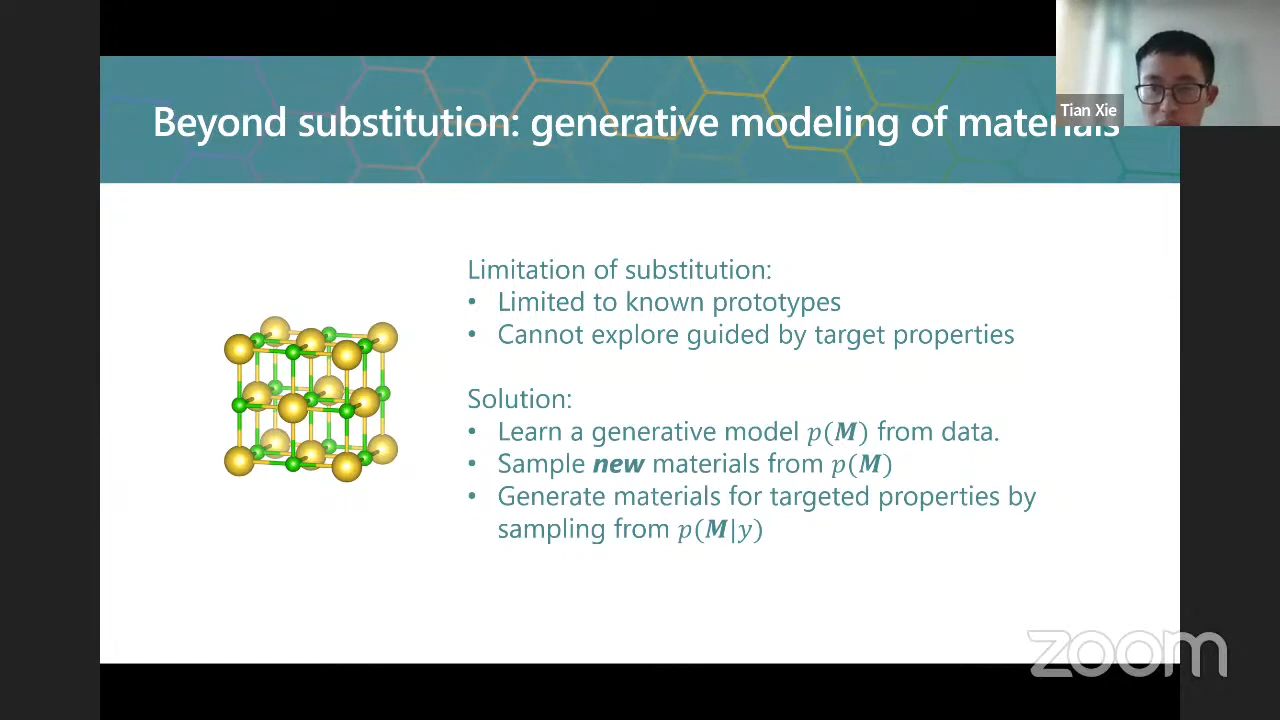 Beyond substitution: generative modeling of materials
Tian Xie
Limitation of substitution:
• Limited to known prototypes
• Cannot explore guided by target properties
Solution:
• Learn a generative model p(M) from data.
• Sample new materials from p(M)
• Generate materials for targeted properties by
sampling from p(M|y)
zoom